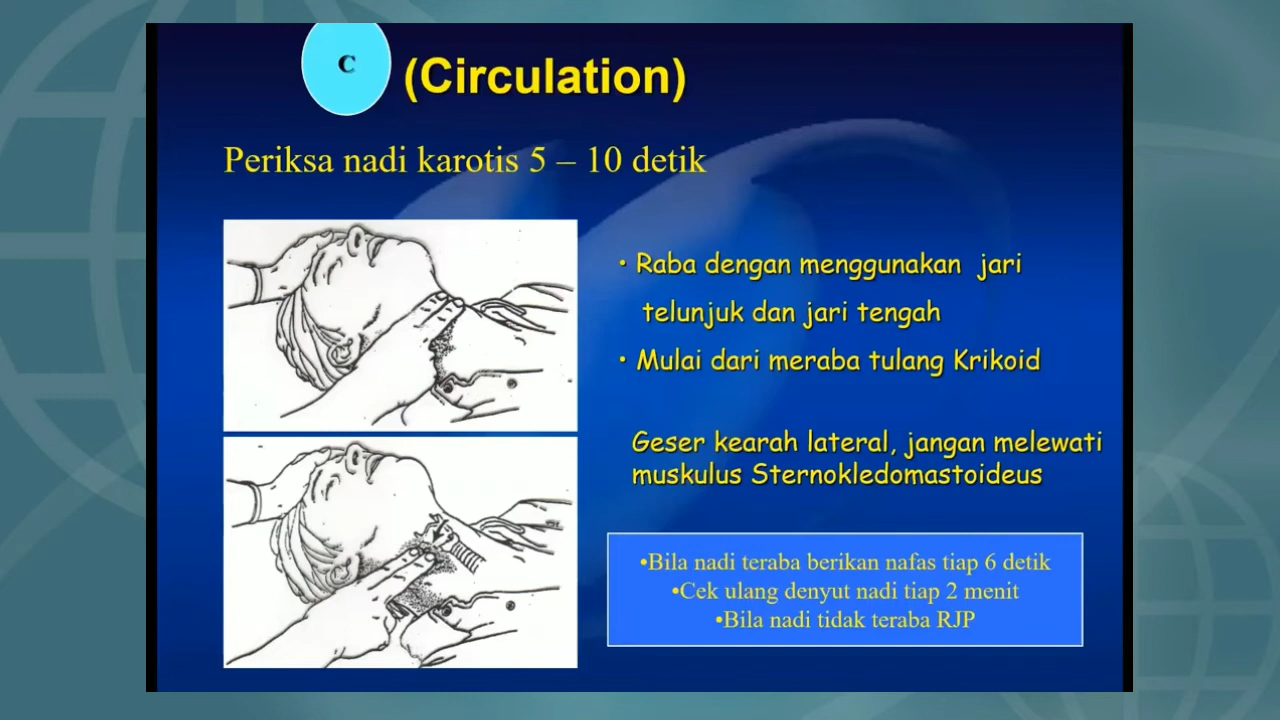 C
(Circulation)
Periksa nadi karotis 5 – 10 detik
• Raba dengan menggunakan jari
telunjuk dan jari tengah
• Mulai dari meraba tulang Krikoid
Geser kearah lateral, jangan melewati
muskulus Sternokledomastoideus
•Bila nadi teraba berikan nafas tiap 6 detik
•Cek ulang denyut nadi tiap 2 menit
•Bila nadi tidak teraba RJP